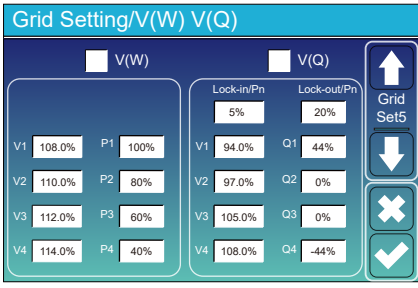 Grid Setting/V(W) V(Q)
V(W)
V(Q)
Lock-in/Pn Lock-out/Pn
5% 20%
V1 108.0% P1 100%
V2 110.0% P2 80%
V3 112.0% P3 60%
V4 114.0% P4 40%
V1 94.0% Q1 44%
V2 97.0% Q2 0%
V3 105.0% Q3 0%
V4 108.0% Q4 -44%
Grid
Set5